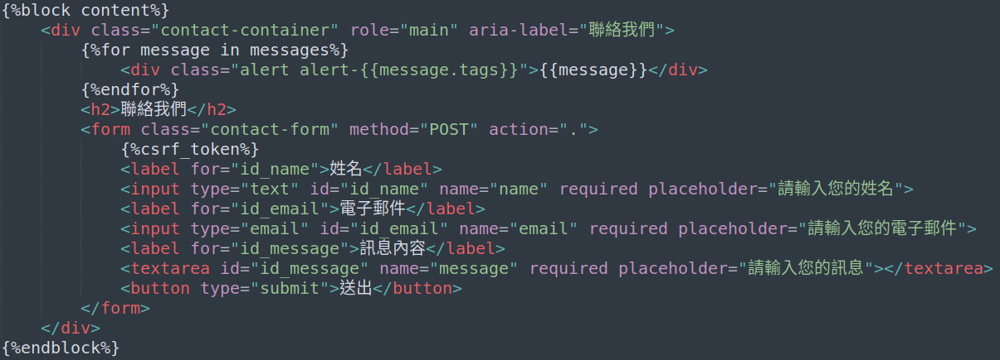 {%block content%}
    <div class="contact-container" role="main" aria-label="聯絡我們">
        {%for message in messages%}
            <div class="alert alert-{{message.tags}}">{{message}}</div>
        {%endfor%}
        <h2>聯絡我們</h2>
        <form class="contact-form" method="POST" action=".">
            {%csrf_token%}
            <label for="id_name">姓名</label>
            <input type="text" id="id_name" name="name" required placeholder="請輸入您的姓名">
            <label for="id_email">電子郵件</label>
            <input type="email" id="id_email" name="email" required placeholder="請輸入您的電子郵件">
            <label for="id_message">訊息內容</label>
            <textarea id="id_message" name="message" required placeholder="請輸入您的訊息"></textarea>
            <button type="submit">送出</button>
        </form>
    </div>
{%endblock%}